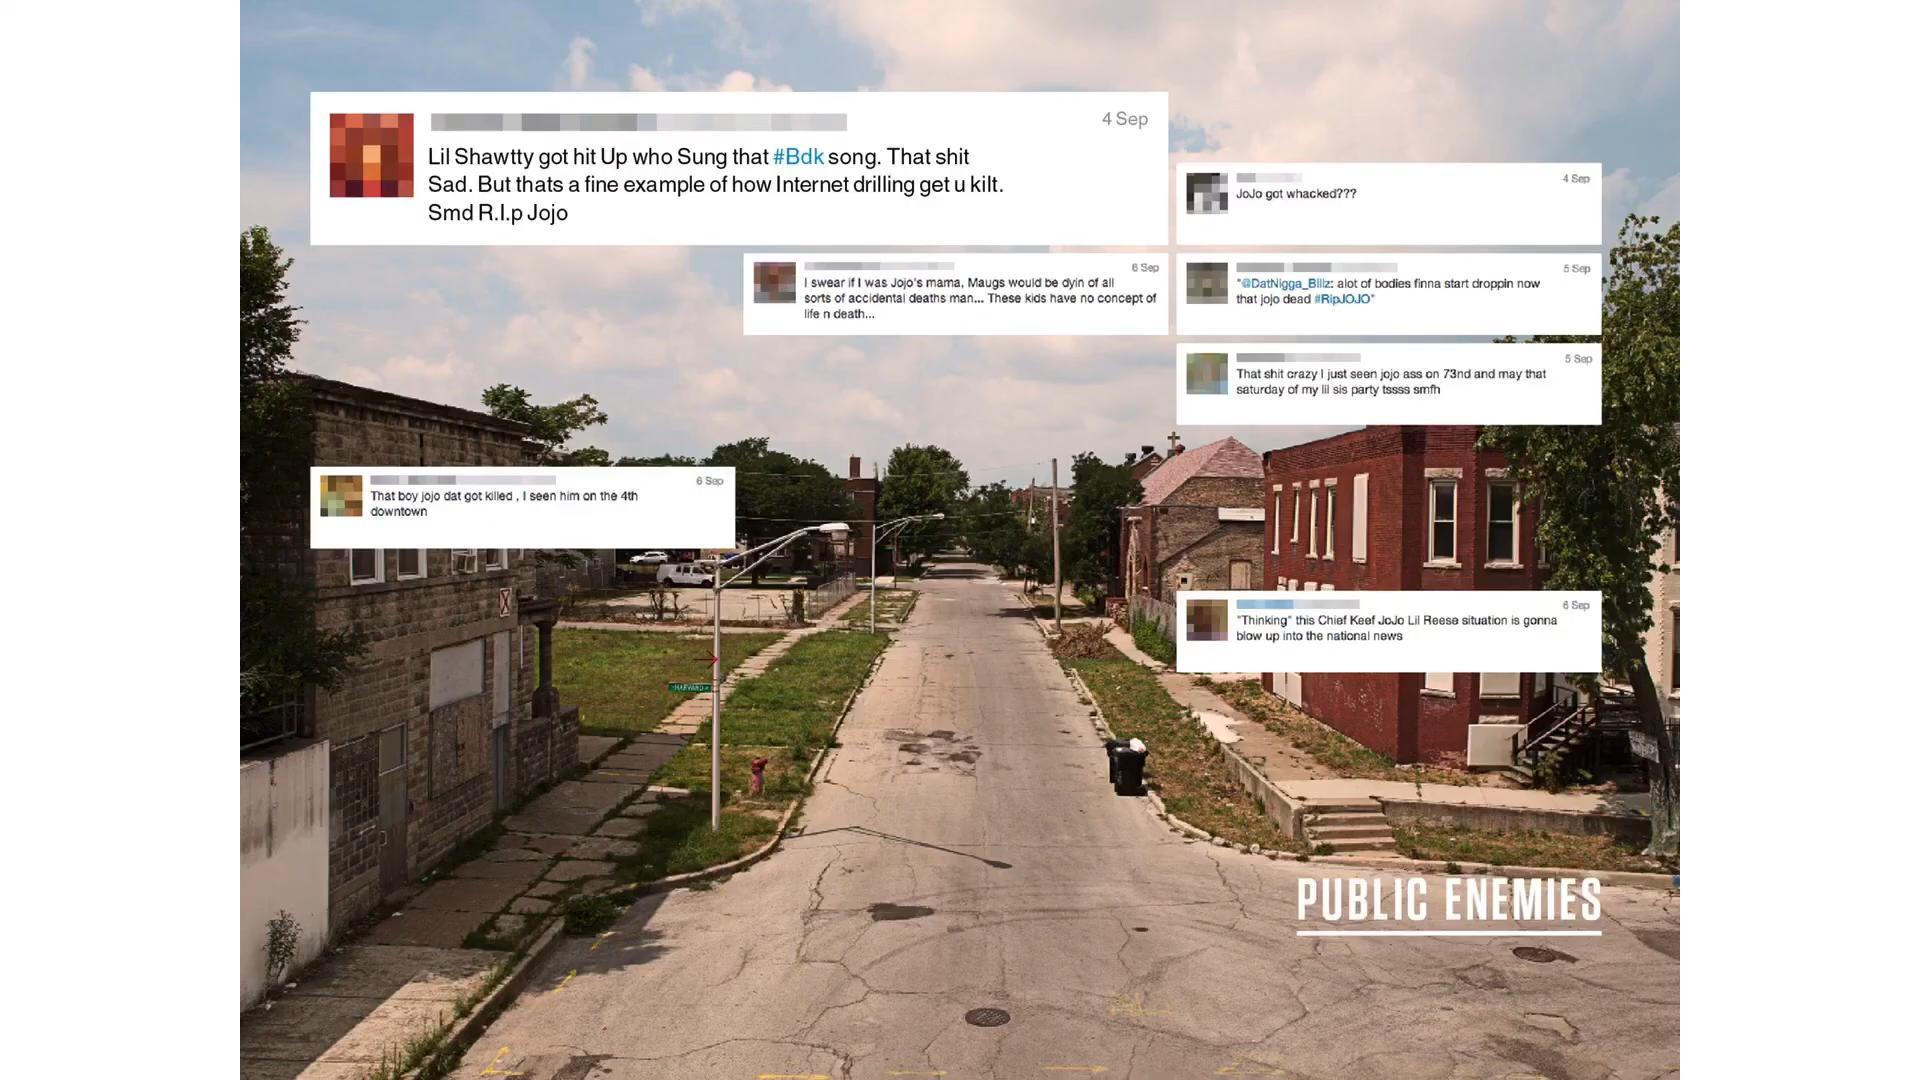 4 Sep
Lil Shawtty got hit Up who Sung that #Bdk song. That shit
Sad. But thats a fine example of how Internet drilling get u kilt.
Smd R.I.p Jojo
4 Sep
JoJo got whacked???
6 Sep
I swear if I was Jojo's mama, Maugs would be dyin of all
sorts of accidental deaths man... These kids have no concept of
life n death...
5 Sep
"@DatNigga_Billz: alot of bodies finna start droppin now
that jojo dead #RipJOJO"
5 Sep
That shit crazy I just seen jojo ass on 73nd and may that
saturday of my lil sis party tssss smfh
6 Sep
That boy jojo dat got killed , I seen him on the 4th
downtown
6 Sep
"Thinking" this Chief Keef JoJo Lil Reese situation is gonna
blow up into the national news
HARVARD
PUBLIC ENEMIES